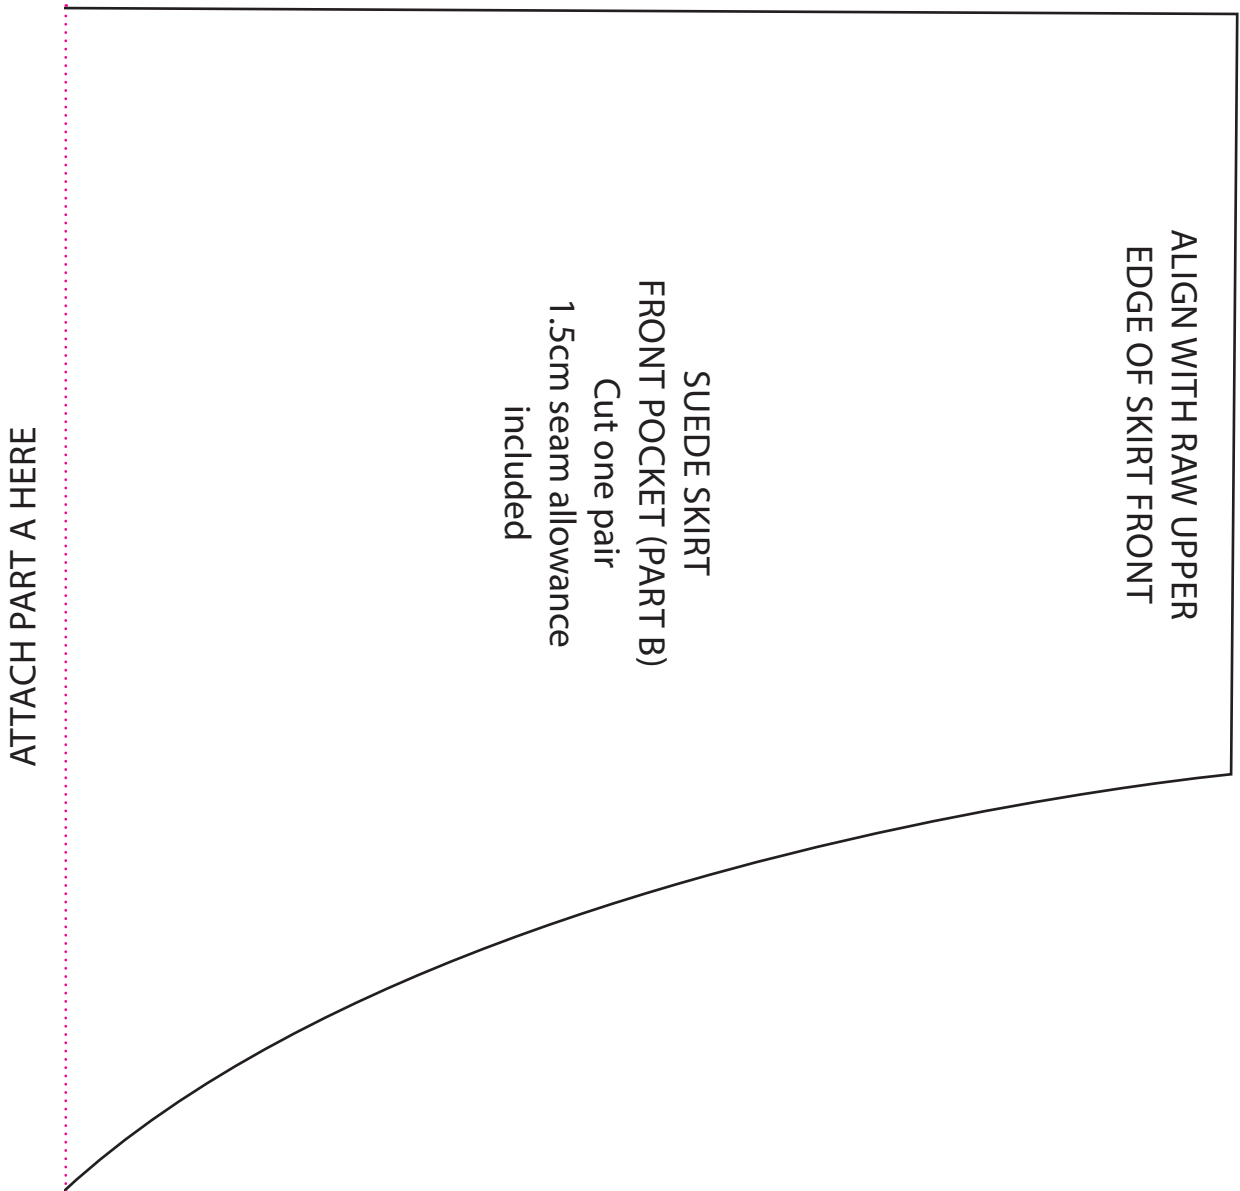 ALIGN WITH RAW UPPER
EDGE OF SKIRT FRONT
SUEDE SKIRT
FRONT POCKET (PART B)
Cut one pair
1.5cm seam allowance
included
ATTACH PART A HERE